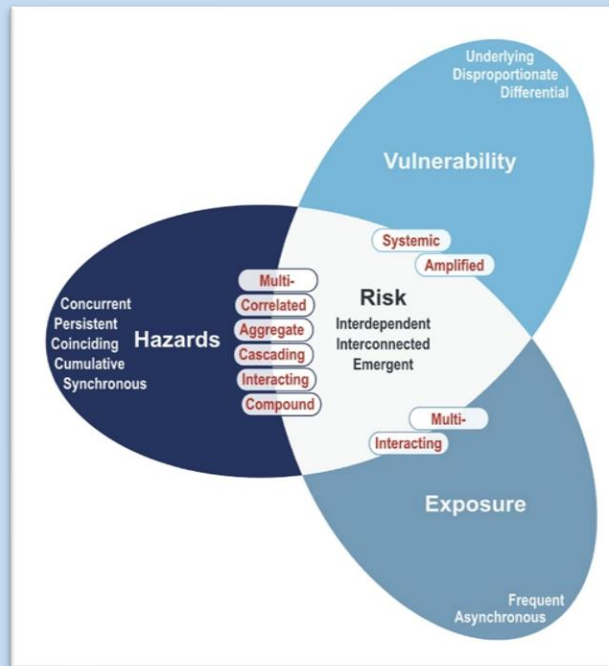 Underlying
Disproportionate
Differential
Vulnerability
Systemic
Amplified
Concurrent
Persistent
Coinciding
Cumulative
Synchronous
Hazards
Multi-
Correlated
Aggregate
Cascading
Interacting
Compound
Risk
Interdependent
Interconnected
Emergent
Multi-
Interacting
Exposure
Frequent
Asynchronous